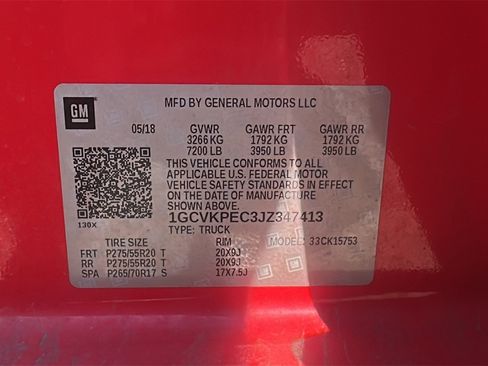 GM
MFD BY GENERAL MOTORS LLC
05/18 GVWR GAWR FRT GAWR RR
3266 KG 1792 KG 1792 KG
7200 LB 3950 LB 3950 LB
THIS VEHICLE CONFORMS TO ALL
APPLICABLE U.S. FEDERAL MOTOR
VEHICLE SAFETY STANDARDS IN EFFECT
ON THE DATE OF MANUFACTURE
SHOWN ABOVE.
1GCVKPEC3JZ347413
130X
TYPE: TRUCK
TIRE SIZE RIM MODEL: 33CK15753
FRT P275/55R20 T 20X9J
RR P275/55R20 T 20X9J
SPA P265/70R17 S 17X7.5J